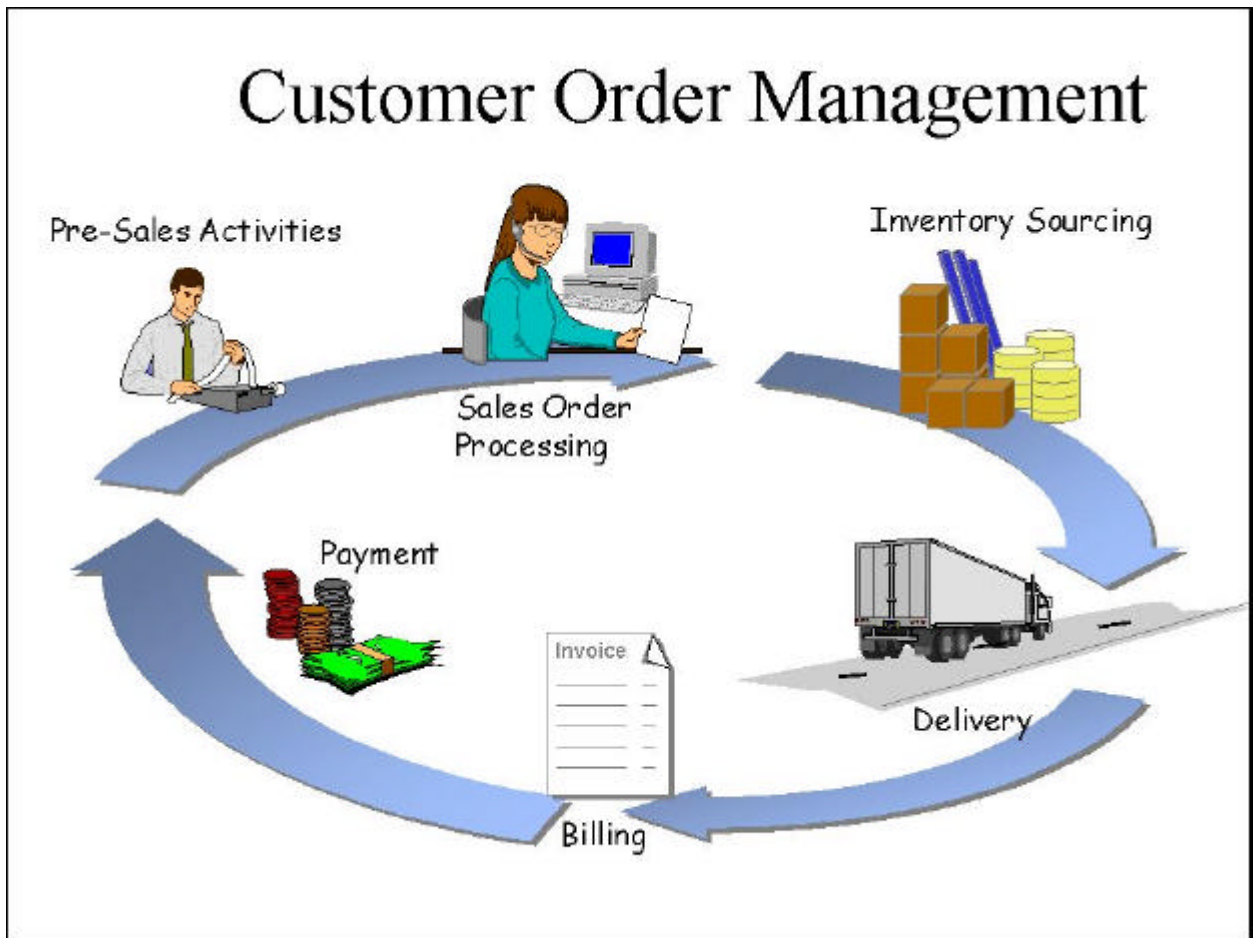 Customer Order Management
Pre-Sales Activities
Inventory Sourcing
Sales Order
Processing
Payment
Invoice
Delivery
Billing